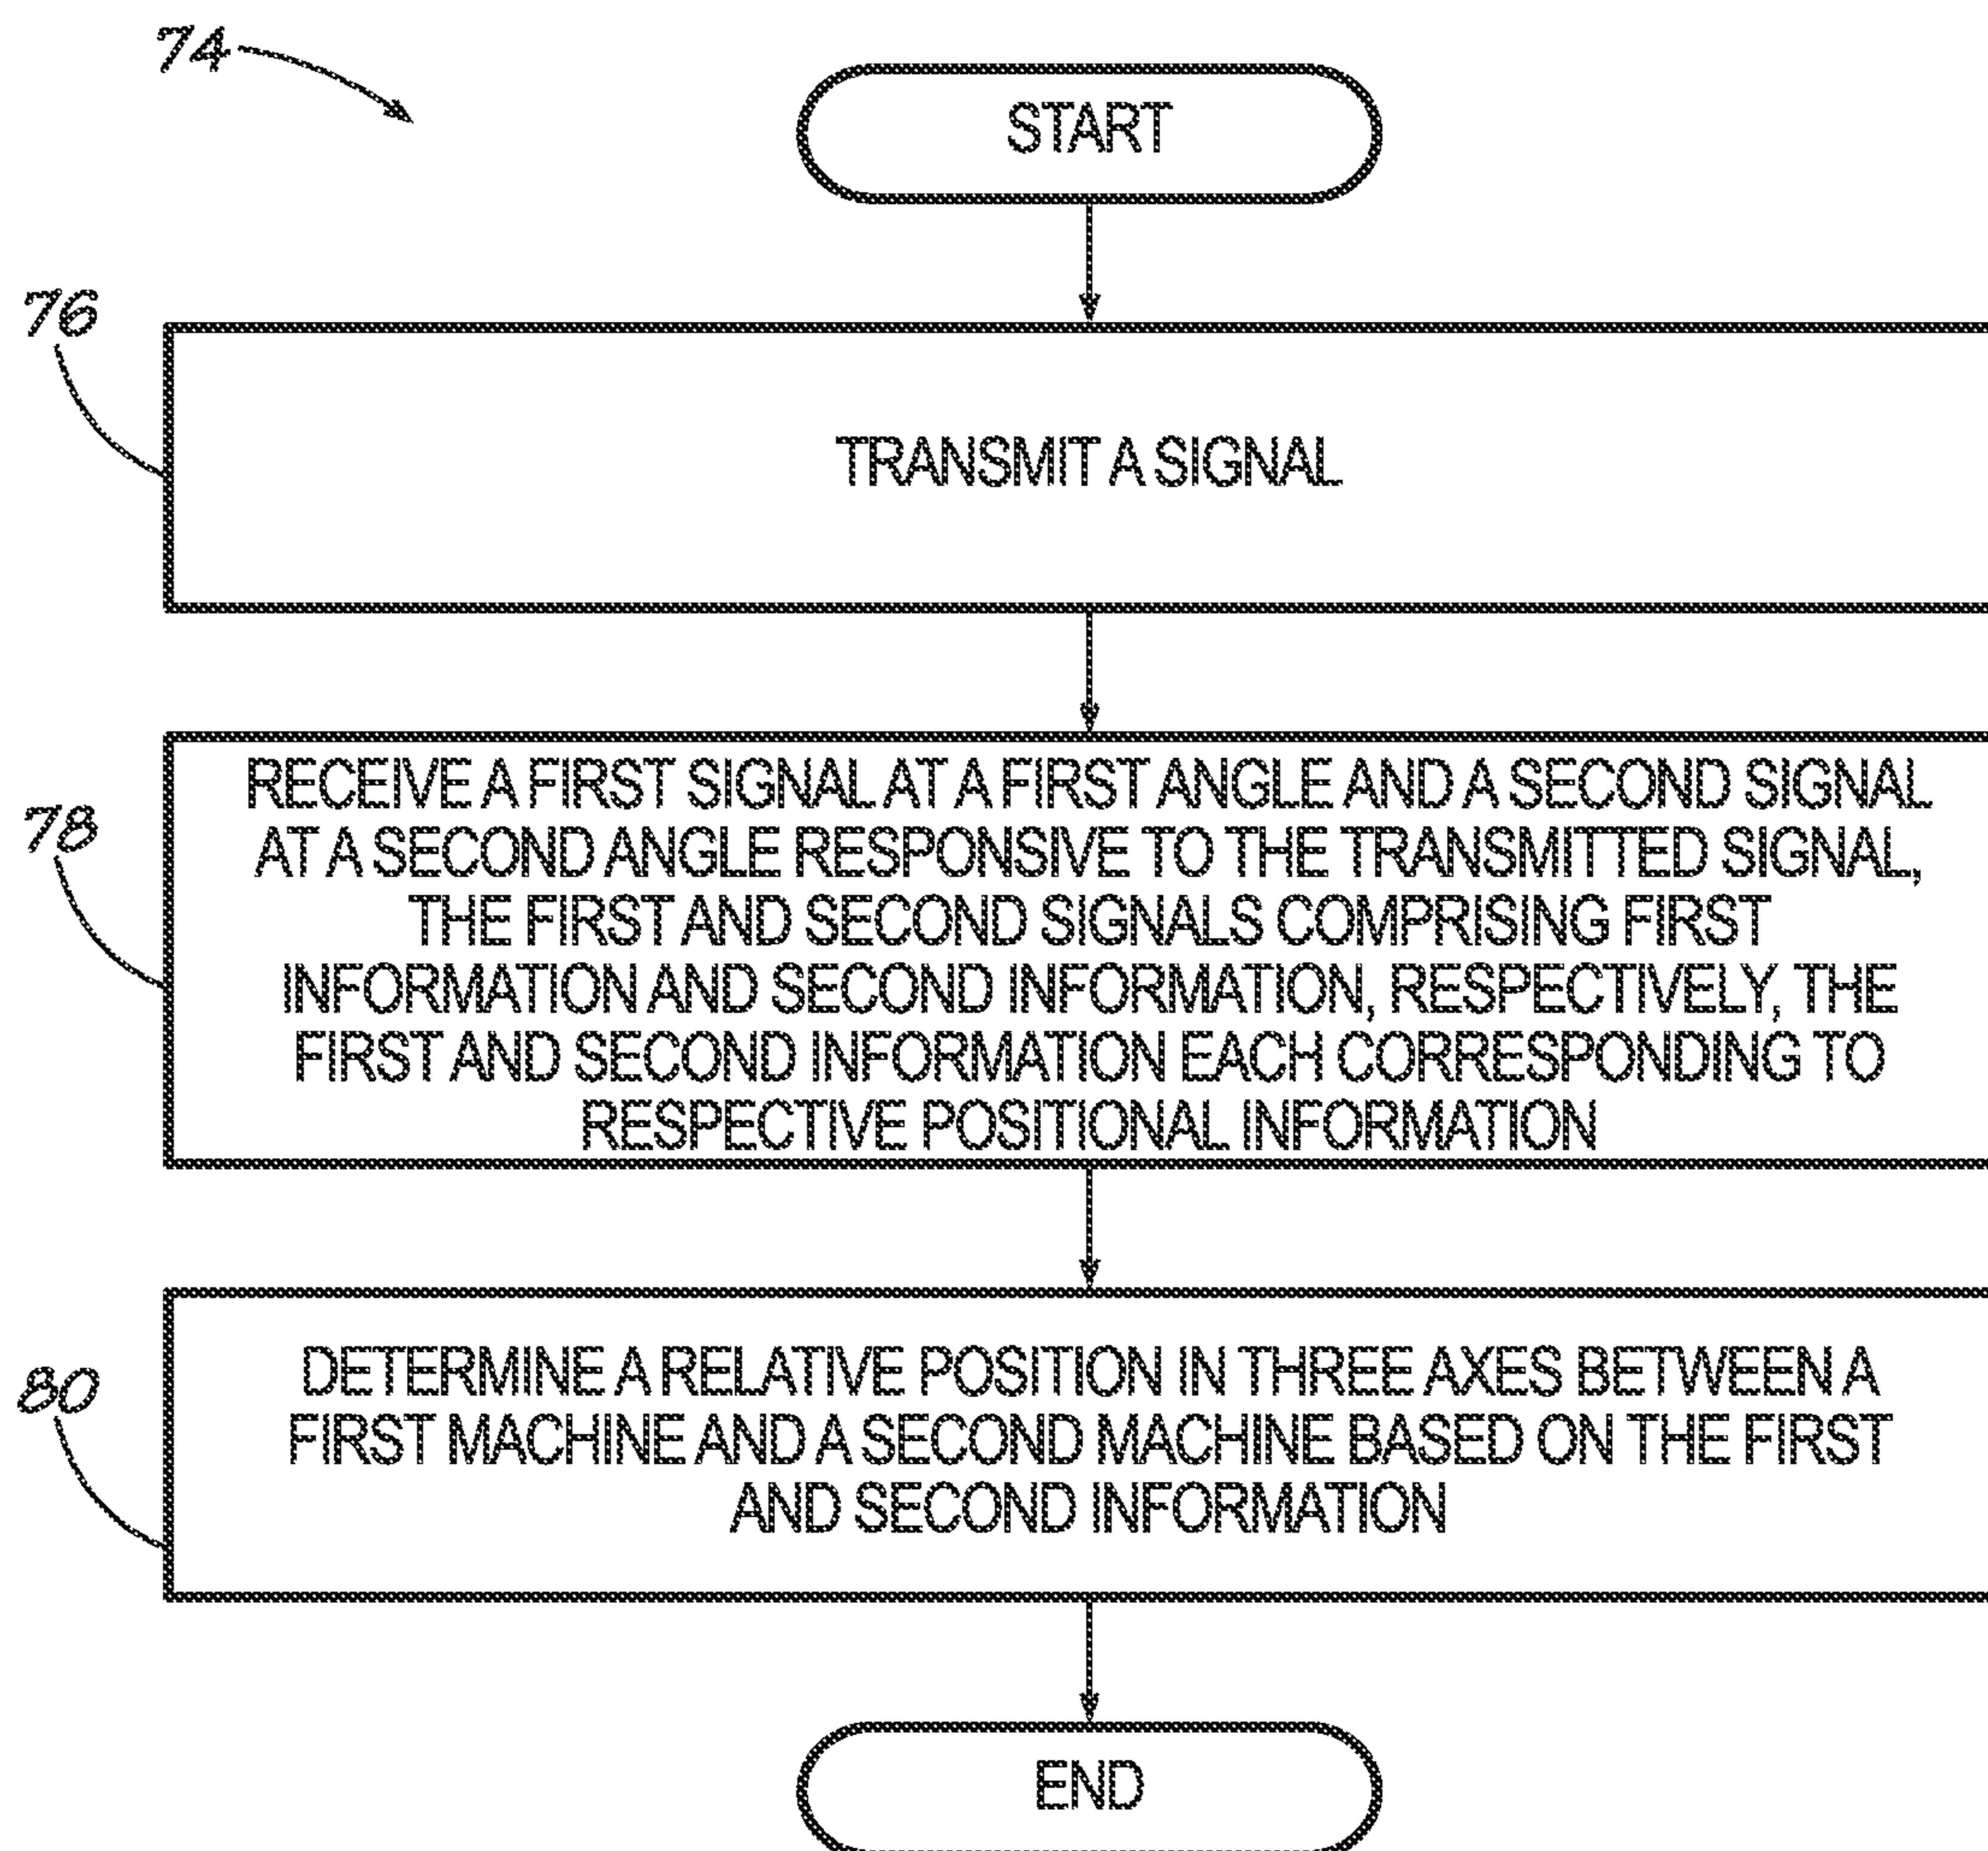 74
START
76
TRANSMIT A SIGNAL
78
RECEIVE A FIRST SIGNAL AT A FIRST ANGLE AND A SECOND SIGNAL
AT A SECOND ANGLE RESPONSIVE TO THE TRANSMITTED SIGNAL,
THE FIRST AND SECOND SIGNALS COMPRISING FIRST
INFORMATION AND SECOND INFORMATION, RESPECTIVELY, THE
FIRST AND SECOND INFORMATION EACH CORRESPONDING TO
RESPECTIVE POSITIONAL INFORMATION
80
DETERMINE A RELATIVE POSITION IN THREE AXES BETWEEN A
FIRST MACHINE AND A SECOND MACHINE BASED ON THE FIRST
AND SECOND INFORMATION
END